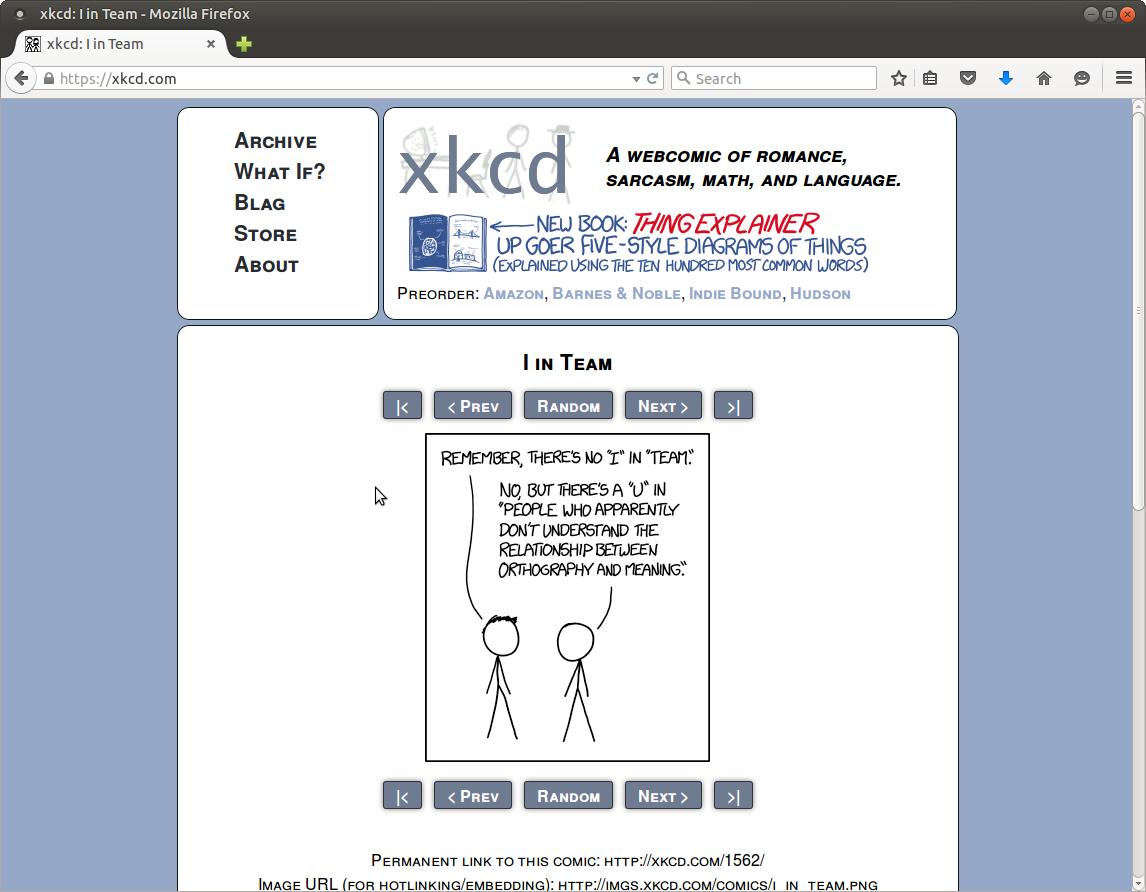 xkcd: I in Team - Mozilla Firefox
xkcd: I in Team
https://xkcd.com
Search
Archive
What If?
Blag
Store
About
xkcd
A webcomic of romance,
sarcasm, math, and language.
NEW BOOK: THING EXPLAINER
UP GOER FIVE-STYLE DIAGRAMS OF THINGS
(EXPLAINED USING THE TEN HUNDRED MOST COMMON WORDS)
Preorder: Amazon, Barnes & Noble, Indie Bound, Hudson
I in Team
|< < Prev Random Next > >|
REMEMBER, THERE'S NO "I" IN "TEAM."
NO, BUT THERE'S A "U" IN
"PEOPLE WHO APPARENTLY
DON'T UNDERSTAND THE
RELATIONSHIP BETWEEN
ORTHOGRAPHY AND MEANING."
|< < Prev Random Next > >|
Permanent link to this comic: http://xkcd.com/1562/
Image URL (for hotlinking/embedding): http://imgs.xkcd.com/comics/i_in_team.png